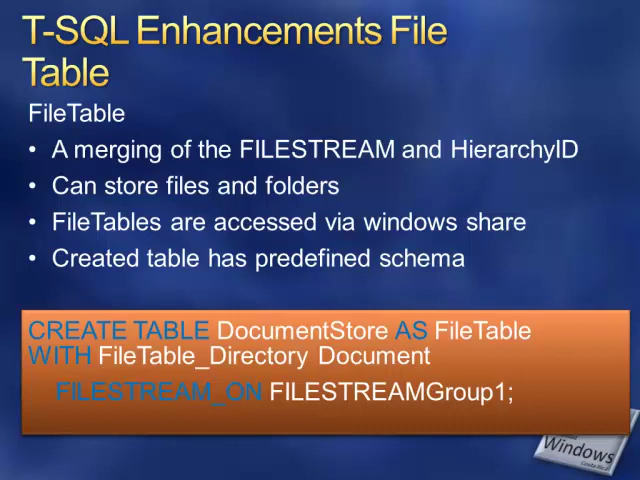 T-SQL Enhancements File
Table
FileTable
• A merging of the FILESTREAM and HierarchyID
• Can store files and folders
• FileTables are accessed via windows share
• Created table has predefined schema
CREATE TABLE DocumentStore AS FileTable
WITH FileTable_Directory Document
FILESTREAM_ON FILESTREAMGroup1;
Windows